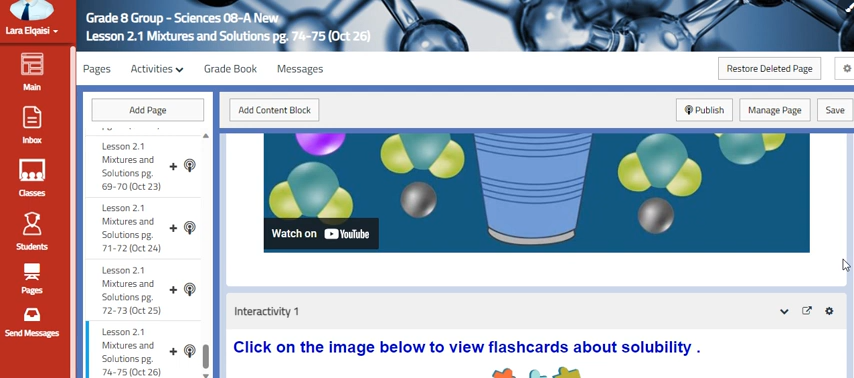 Grade 8 Group - Sciences 08-A New
Lesson 2.1 Mixtures and Solutions pg. 74-75 (Oct 26)
Lara Elqaisi
Main
Inbox
Classes
Students
Pages
Send Messages
Pages Activities Grade Book Messages Restore Deleted Page
Add Page
Add Content Block Publish Manage Page Save
Lesson 2.1
Mixtures and
Solutions pg.
69-70 (Oct 23)
Lesson 2.1
Mixtures and
Solutions pg.
71-72 (Oct 24)
Lesson 2.1
Mixtures and
Solutions pg.
72-73 (Oct 25)
Lesson 2.1
Mixtures and
Solutions pg.
74-75 (Oct 26)
Watch on YouTube
Interactivity 1
Click on the image below to view flashcards about solubility .